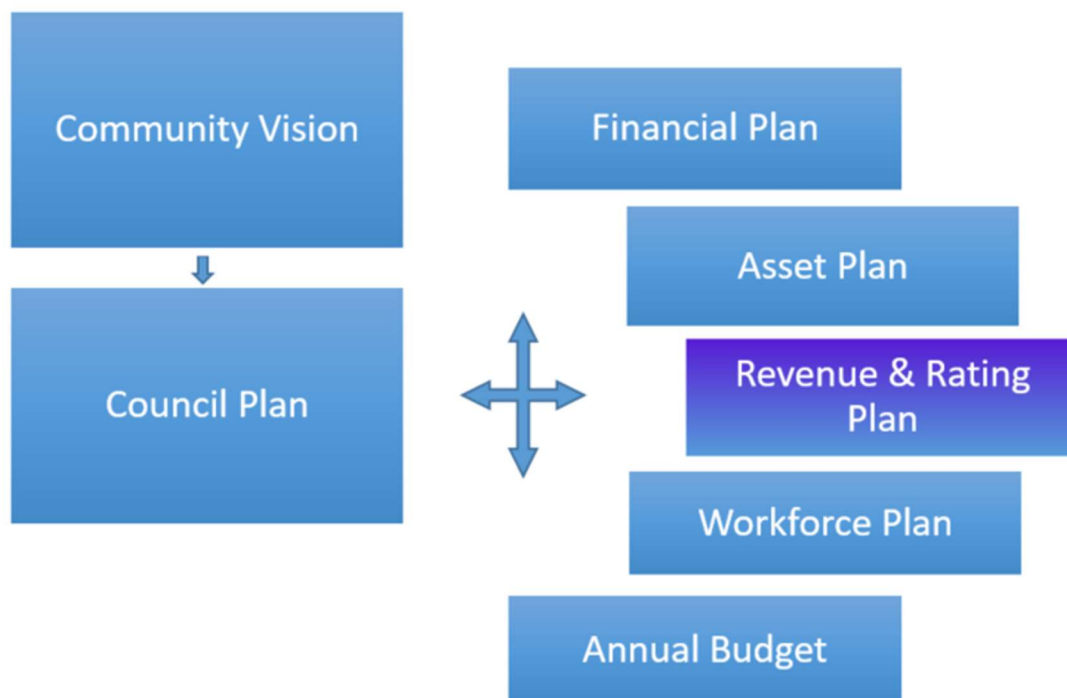 Community Vision
Council Plan
Financial Plan
Asset Plan
Revenue & Rating
Plan
Workforce Plan
Annual Budget